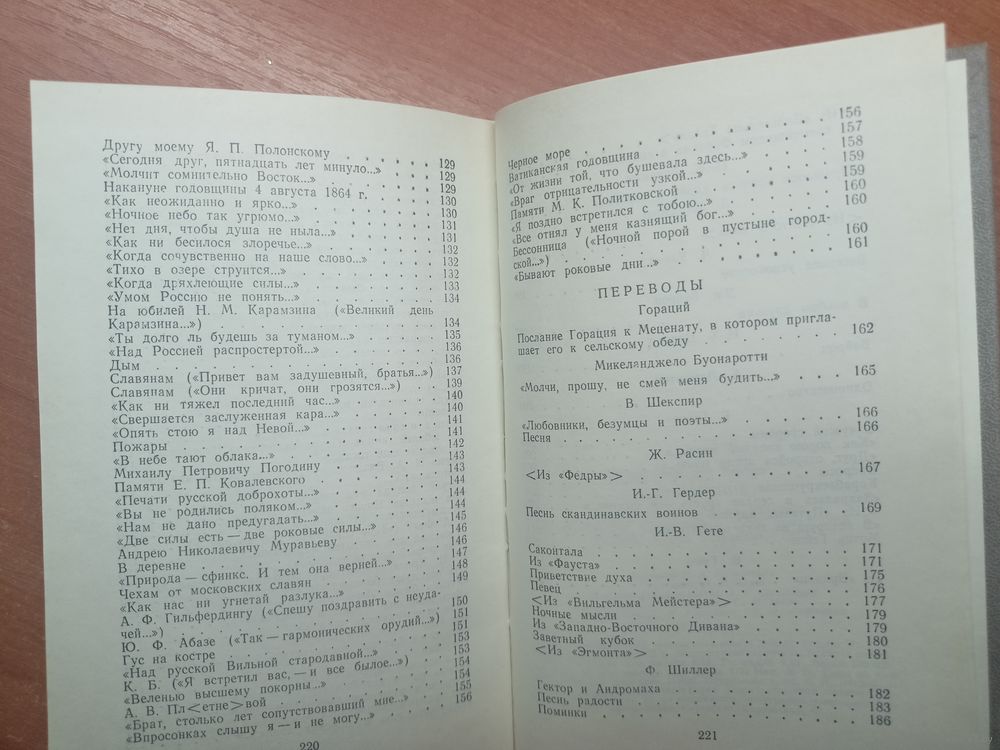 Другу моему Я. П. Полонскому . . . . . . 129
«Сегодня друг, пятнадцать лет минуло...» . . . 129
«Молчит сомнительно Восток...» . . . . . . 129
Накануне годовщины 4 августа 1864 г. . . . . 130
«Как неожиданно и ярко...» . . . . . . . 130
«Ночное небо так угрюмо...» . . . . . . . 131
«Нет дня, чтобы душа не ныла...» . . . . . 131
«Как ни бесилося злоречье...» . . . . . . 132
«Когда сочувственно на наше слово...» . . . . 132
«Тихо в озере струится...» . . . . . . . 132
«Когда дряхлеющие силы...» . . . . . . . 133
«Умом Россию не понять...» . . . . . . . 134
На юбилей Н. М. Карамзина («Великий день
Карамзина...») . . . . . . . . . . 134
«Ты долго ль будешь за туманом...» . . . . . 135
«Над Россией распростертой...» . . . . . . 136
Дым . . . . . . . . . . . . . 136
Славянам («Привет вам задушевный, братья...») 137
Славянам («Они кричат, они грозятся...») . . . 139
«Как ни тяжел последний час...» . . . . . . 140
«Свершается заслуженная кара...» . . . . . . 140
«Опять стою я над Невой...» . . . . . . . 141
Пожары . . . . . . . . . . . . 141
«В небе тают облака...» . . . . . . . . 142
Михаилу Петровичу Погодину . . . . . . . 143
Памяти Е. П. Ковалевского . . . . . . . 143
«Печати русской доброхоты...» . . . . . . 144
«Вы не родились поляком...» . . . . . . . 144
«Нам не дано предугадать...» . . . . . . . 144
«Две силы есть — две роковые силы...» . . . . 145
Андрею Николаевичу Муравьеву . . . . . . 146
В деревне . . . . . . . . . . . 146
«Природа — сфинкс. И тем она верней...» . . . 147
Чехам от московских славян . . . . . . . 148
«Как нас ни угнетай разлука...» . . . . . . 149
А. Ф. Гильфердингу («Спешу поздравить с неуда-
чей...») . . . . . . . . . . . . 150
Ю. Ф. Абазе («Так — гармонических орудий...») 151
Гус на костре . . . . . . . . . . 151
«Над русской Вильной стародавной...» . . . . 153
К. Б. («Я встретил вас, — и все былое...») . . . 153
«Веленью высшему покорны...» . . . . . . 154
А. В. Пл<етне>вой . . . . . . . . . 154
«Брат, столько лет сопутствовавший мне...» . . . 155
«Впросонках слышу я — и не могу...» . . . . 156
220
Черное море . . . . . . . . . . . 156
Ватиканская годовщина . . . . . . . . 157
«От жизни той, что бушевала здесь...» . . . . 158
«Враг отрицательности узкой...» . . . . . . 159
Памяти М. К. Политковской . . . . . . . 159
«Я поздно встретился с тобою...» . . . . . 160
«Все отнял у меня казнящий бог...» . . . . . 160
Бессонница («Ночной порой в пустыне город-
ской...») . . . . . . . . . . . . 160
«Бывают роковые дни...» . . . . . . . . 161
ПЕРЕВОДЫ
Гораций
Послание Горация к Меценату, в котором пригла-
шает его к сельскому обеду . . . . . . . 162
Микеланджело Буонаротти
«Молчи, прошу, не смей меня будить...» . . . . 165
В. Шекспир
«Любовники, безумцы и поэты...» . . . . . . 166
Песня . . . . . . . . . . . . . 166
Ж. Расин
<Из «Федры»> . . . . . . . . . . 167
И.-Г. Гердер
Песнь скандинавских воинов . . . . . . . 169
И.-В. Гете
Саконтала . . . . . . . . . . . 171
Из «Фауста» . . . . . . . . . . . 171
Приветствие духа . . . . . . . . . 175
Певец . . . . . . . . . . . . . 176
<Из «Вильгельма Мейстера»> . . . . . . . 177
Ночные мысли . . . . . . . . . . 179
Из «Западно-Восточного Дивана» . . . . . . 179
Заветный кубок . . . . . . . . . . 180
<Из «Эгмонта»> . . . . . . . . . . 181
Ф. Шиллер
Гектор и Андромаха . . . . . . . . . 182
Песнь радости . . . . . . . . . . 183
Поминки . . . . . . . . . . . . 186
221